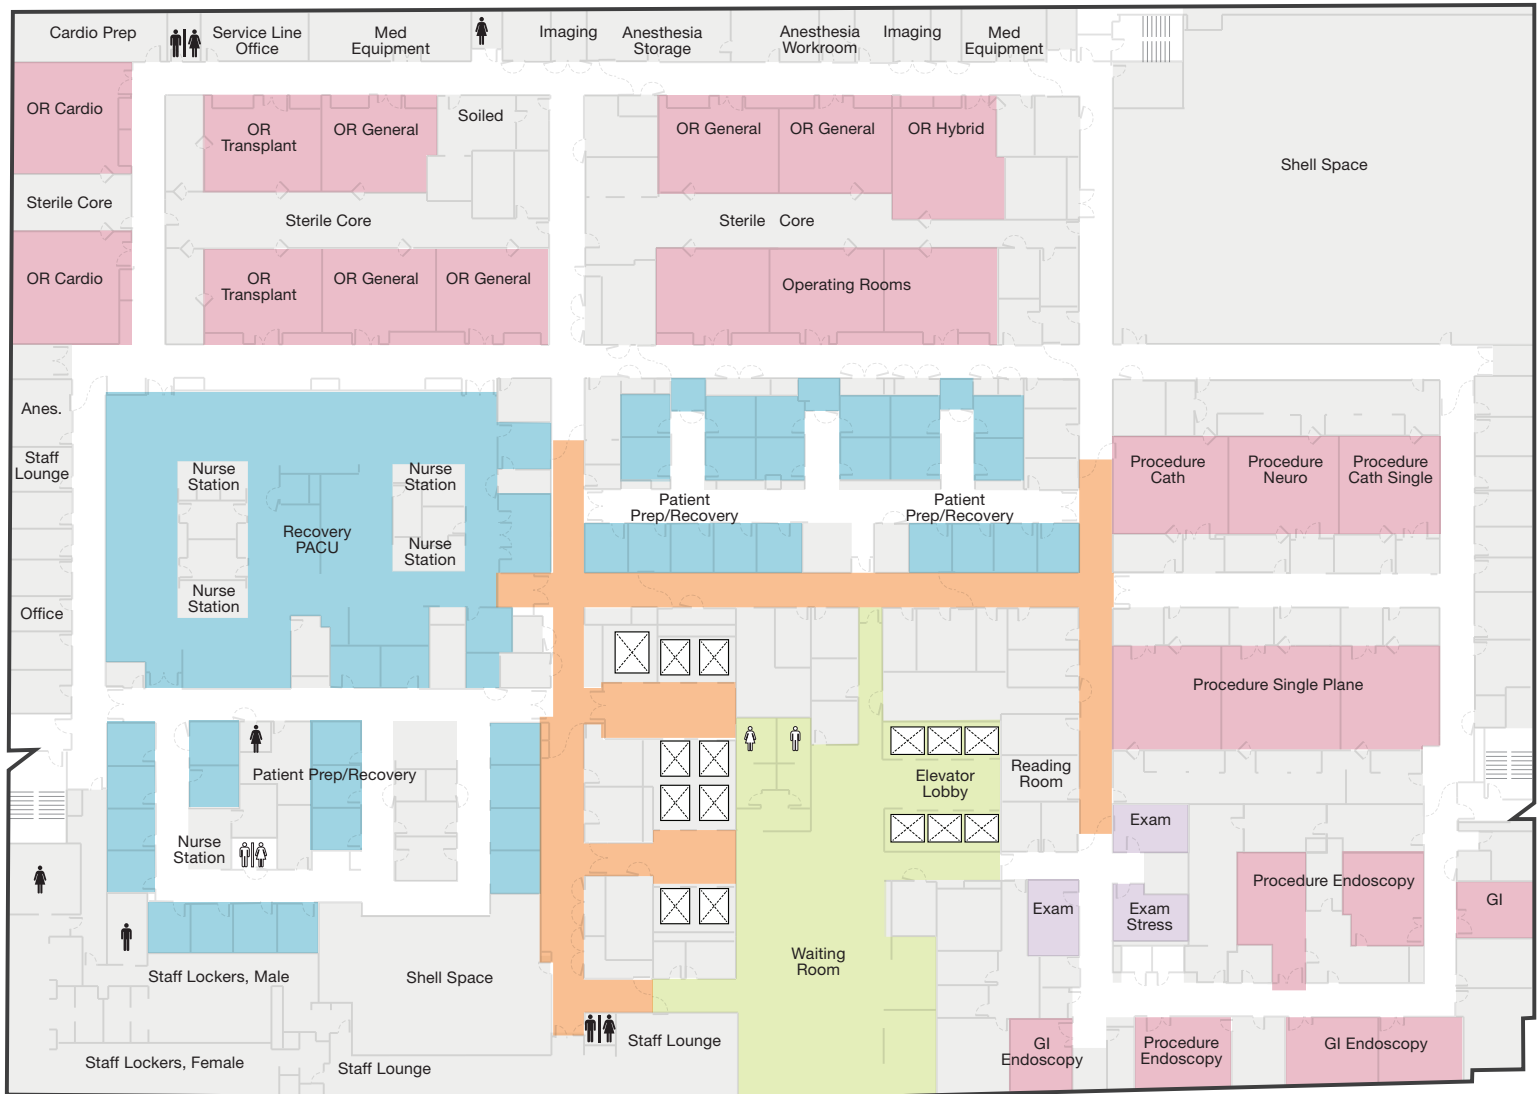 Cardio Prep
Service Line
Office
Med
Equipment
Imaging
Anesthesia
Storage
Anesthesia
Workroom
Imaging
Med
Equipment
OR Cardio
OR
Transplant
OR General
Soiled
OR General
OR General
OR Hybrid
Shell Space
Sterile Core
Sterile Core
Sterile Core
OR Cardio
OR
Transplant
OR General
OR General
Operating Rooms
Anes.
Staff
Lounge
Nurse
Station
Nurse
Station
Procedure
Cath
Procedure
Neuro
Procedure
Cath Single
Patient
Prep/Recovery
Patient
Prep/Recovery
Recovery
PACU
Nurse
Station
Nurse
Station
Office
Procedure Single Plane
Patient Prep/Recovery
Elevator
Lobby
Reading
Room
Nurse
Station
Exam
Procedure Endoscopy
GI
Exam
Exam
Stress
Waiting
Room
Staff Lockers, Male
Shell Space
Staff Lounge
Staff Lockers, Female
Staff Lounge
GI
Endoscopy
Procedure
Endoscopy
GI Endoscopy